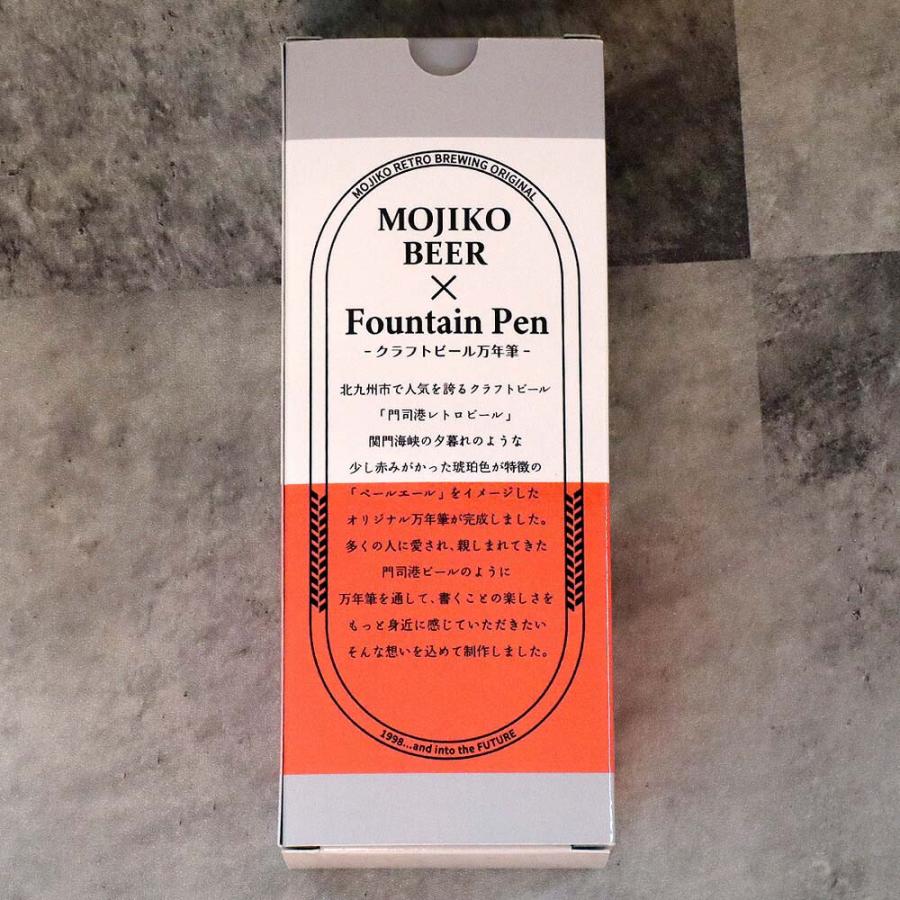 MOJIKO RETRO BREWING ORIGINAL
MOJIKO
BEER
×
Fountain Pen
- クラフトビール万年筆 -
北九州市で人気を誇るクラフトビール
「門司港レトロビール」
関門海峡の夕暮れのような
少し赤みがかった琥珀色が特徴の
「ペールエール」をイメージした
オリジナル万年筆が完成しました。
多くの人に愛され、親しまれてきた
門司港ビールのように
万年筆を通して、書くことの楽しさを
もっと身近に感じていただきたい
そんな想いを込めて制作しました。
1998...and into the FUTURE